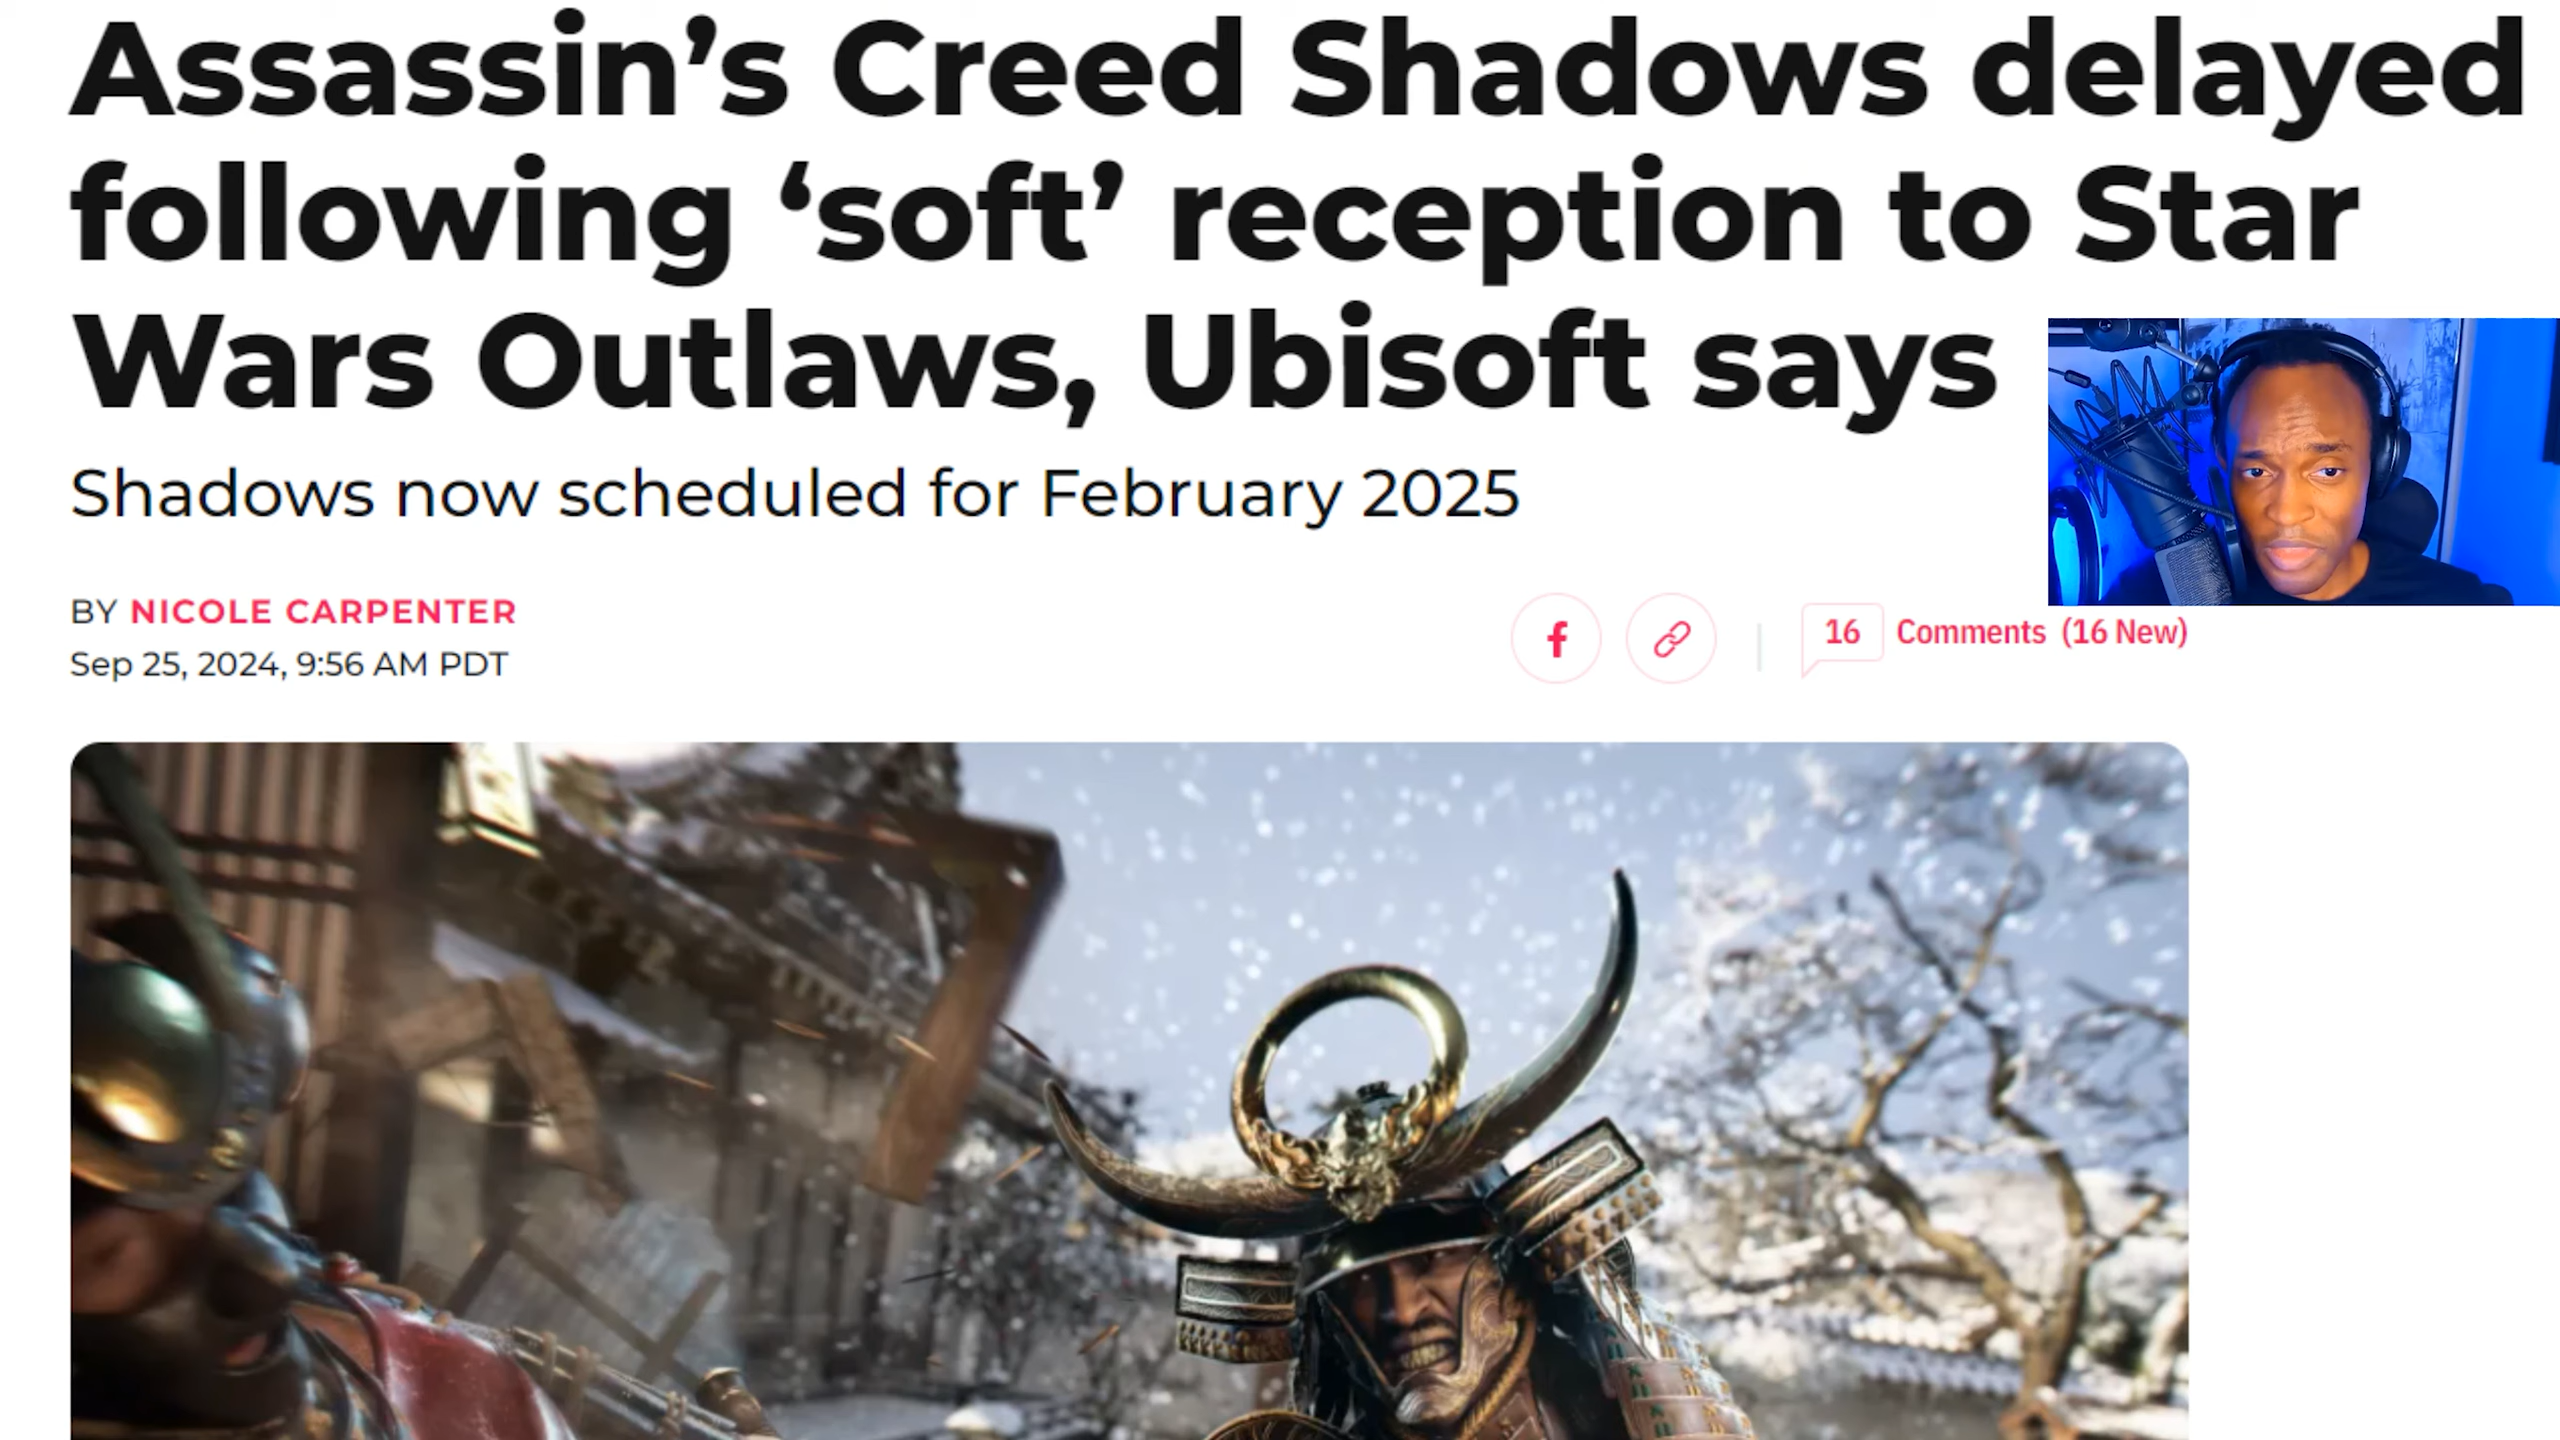 Assassin’s Creed Shadows delayed
following ‘soft’ reception to Star
Wars Outlaws, Ubisoft says
Shadows now scheduled for February 2025
BY NICOLE CARPENTER
Sep 25, 2024, 9:56 AM PDT
f
16 Comments (16 New)